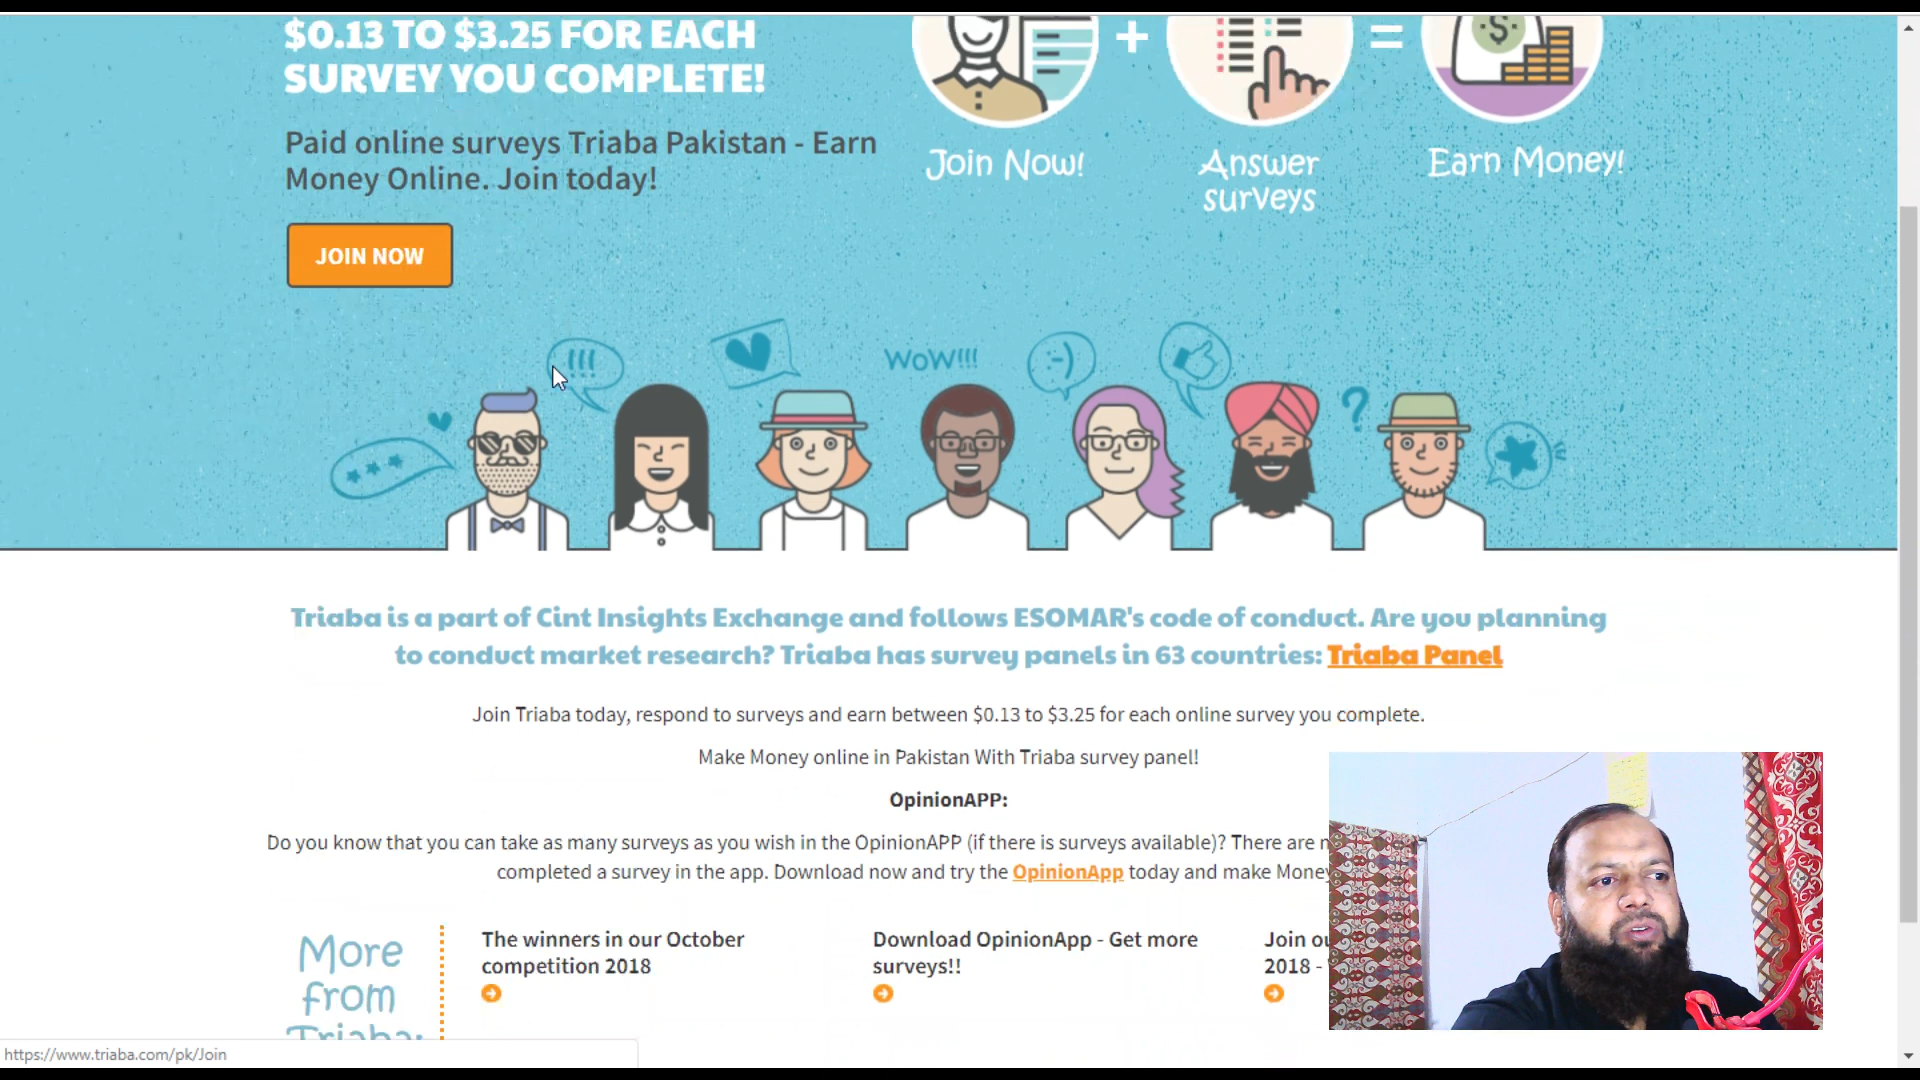 $0.13 TO $3.25 FOR EACH
SURVEY YOU COMPLETE!
Paid online surveys Triaba Pakistan - Earn
Money Online. Join today!
JOIN NOW
+
=
$
Join Now!
Answer
surveys
Earn Money!
!!!
WOW!!!
:-)
?
Triaba is a part of Cint Insights Exchange and follows ESOMAR's code of conduct. Are you planning
to conduct market research? Triaba has survey panels in 63 countries: Triaba Panel
Join Triaba today, respond to surveys and earn between $0.13 to $3.25 for each online survey you complete.
Make Money online in Pakistan With Triaba survey panel!
OpinionAPP:
Do you know that you can take as many surveys as you wish in the OpinionAPP (if there is surveys available)? There are
completed a survey in the app. Download now and try the OpinionApp today and make Money
More
from
Triaba:
The winners in our October
competition 2018
Download OpinionApp - Get more
surveys!!
Join
2018 -
https://www.triaba.com/pk/Join